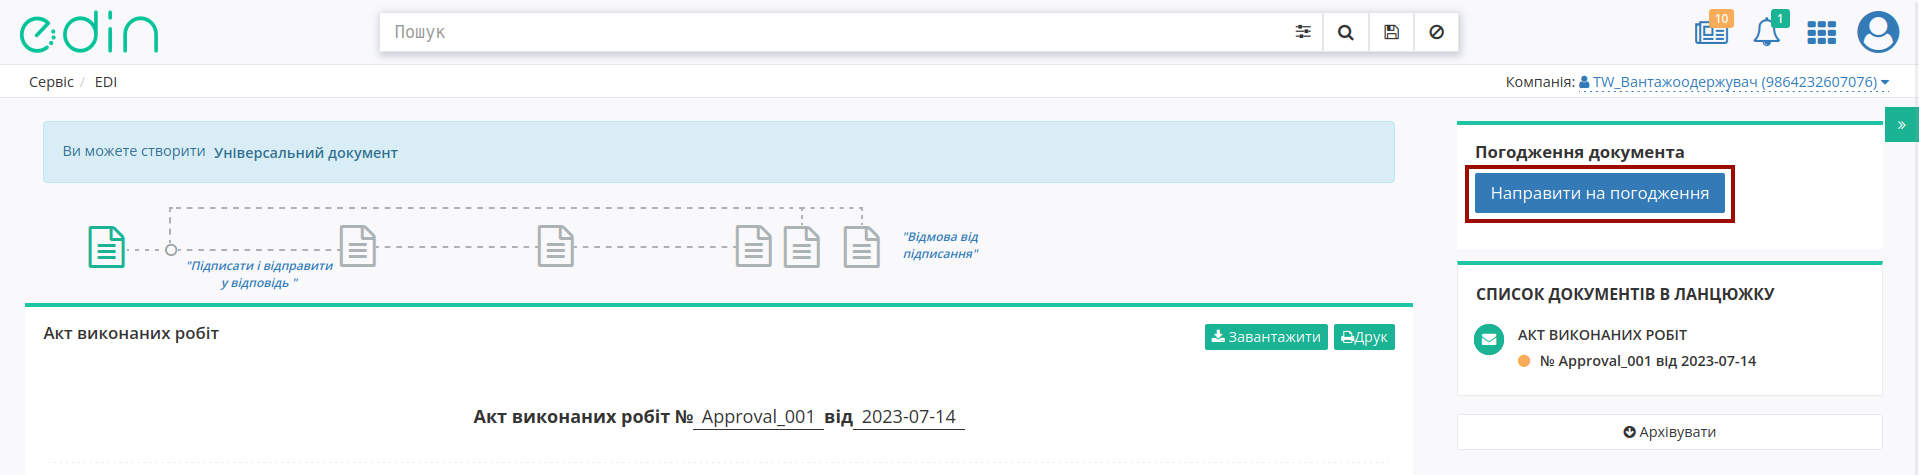 edin
Пошук
10
1
Сервіс / EDI
Компанія: TW_Вантажоодержувач (9864232607076)
»
Ви можете створити Універсальний документ
"Підписати і відправити
у відповідь "
"Відмова від
підписання"
Акт виконаних робіт
Завантажити
Друк
Акт виконаних робіт № Approval_001 від 2023-07-14
Погодження документа
Направити на погодження
СПИСОК ДОКУМЕНТІВ В ЛАНЦЮЖКУ
АКТ ВИКОНАНИХ РОБІТ
№ Approval_001 від 2023-07-14
Архівувати